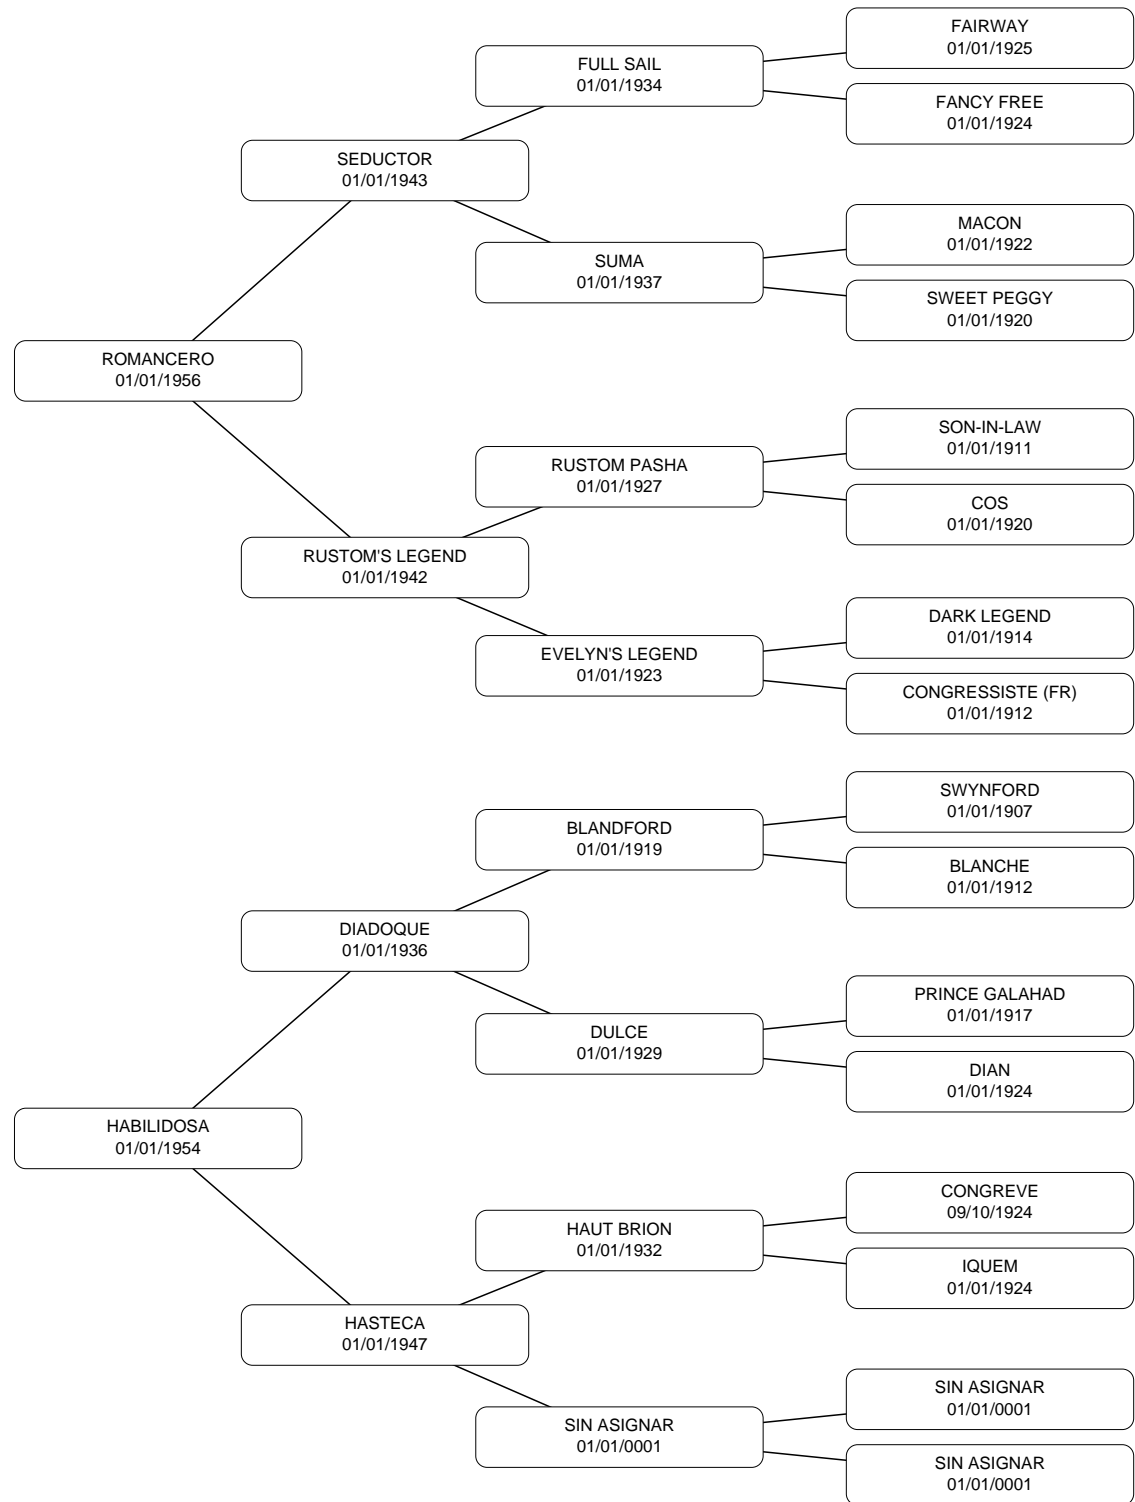 FAIRWAY
01/01/1925
FULL SAIL
01/01/1934
FANCY FREE
01/01/1924
SEDUCTOR
01/01/1943
MACON
01/01/1922
SUMA
01/01/1937
SWEET PEGGY
01/01/1920
ROMANCERO
01/01/1956
SON-IN-LAW
01/01/1911
RUSTOM PASHA
01/01/1927
COS
01/01/1920
RUSTOM'S LEGEND
01/01/1942
DARK LEGEND
01/01/1914
EVELYN'S LEGEND
01/01/1923
CONGRESSISTE (FR)
01/01/1912
SWYNFORD
01/01/1907
BLANDFORD
01/01/1919
BLANCHE
01/01/1912
DIADOQUE
01/01/1936
PRINCE GALAHAD
01/01/1917
DULCE
01/01/1929
DIAN
01/01/1924
HABILIDOSA
01/01/1954
CONGREVE
09/10/1924
HAUT BRION
01/01/1932
IQUEM
01/01/1924
HASTECA
01/01/1947
SIN ASIGNAR
01/01/0001
SIN ASIGNAR
01/01/0001
SIN ASIGNAR
01/01/0001